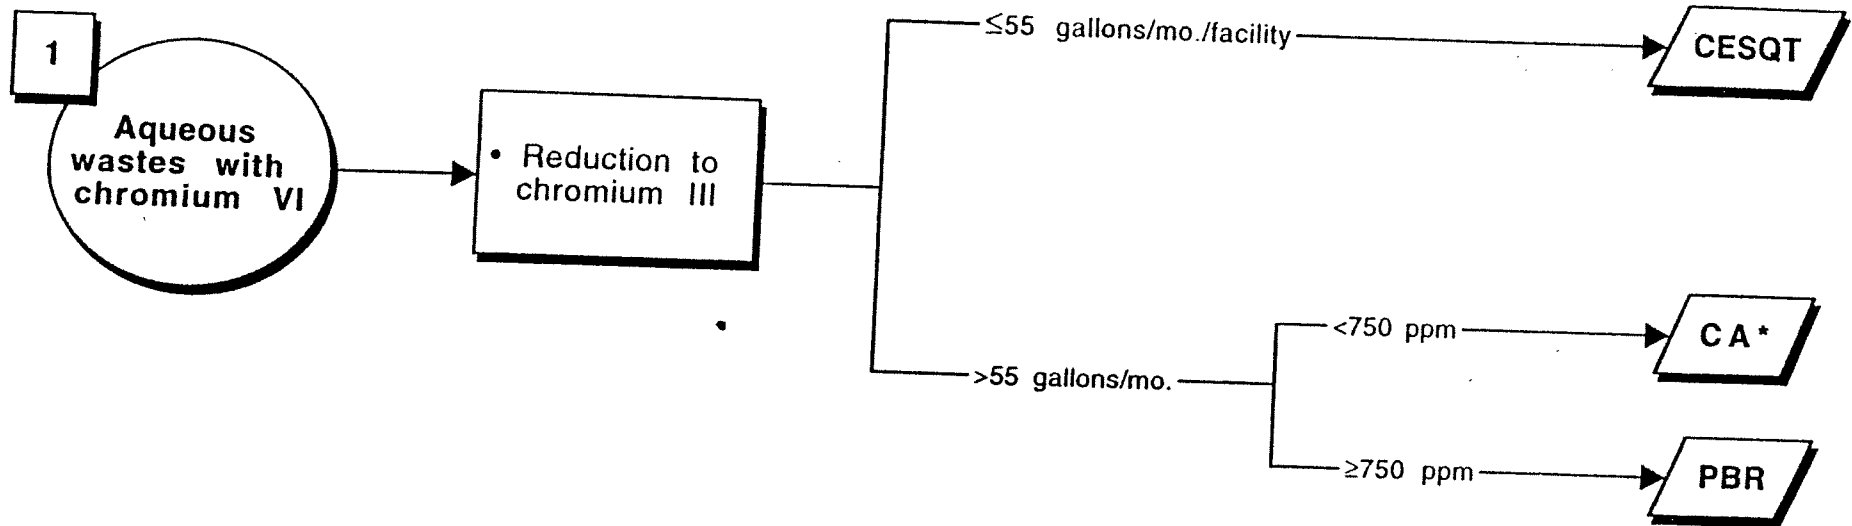 1
Aqueous
wastes with
chromium VI
• Reduction to
chromium III
≤55 gallons/mo./facility
CESQT
>55 gallons/mo.
<750 ppm
CA*
≥750 ppm
PBR